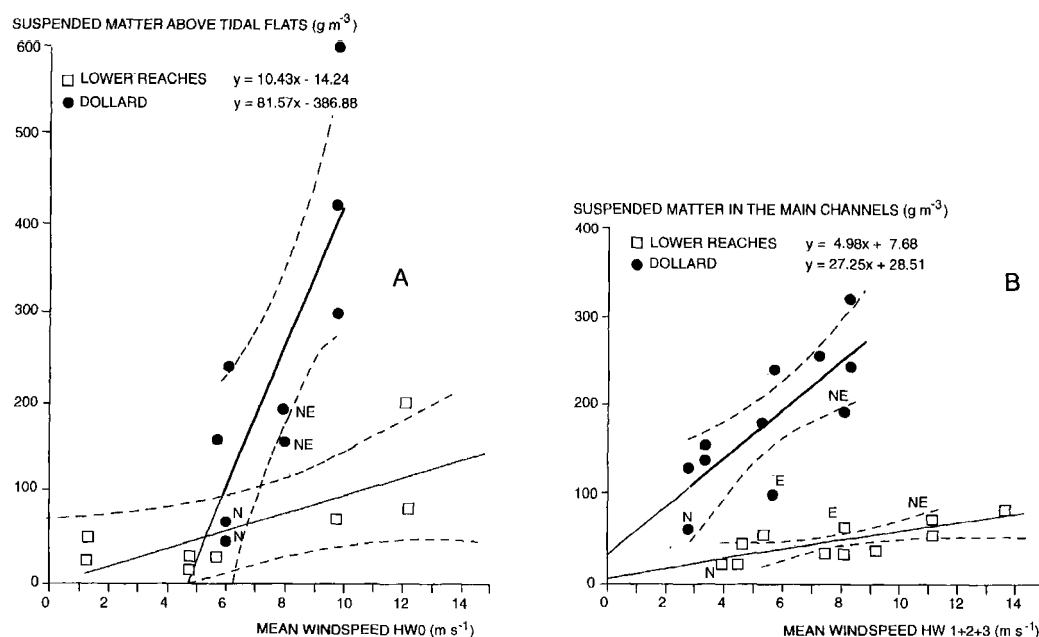 SUSPENDED MATTER ABOVE TIDAL FLATS (g m⁻³)
600
□ LOWER REACHES y = 10.43x - 14.24
● DOLLARD y = 81.57x - 386.88
500
400
A
300
200
NE
NE
100
N
N
0
0 2 4 6 8 10 12 14
MEAN WINDSPEED HW0 (m s⁻¹)
SUSPENDED MATTER IN THE MAIN CHANNELS (g m⁻³)
400
□ LOWER REACHES y = 4.98x + 7.68
● DOLLARD y = 27.25x + 28.51
B
300
200
NE
100
E
N
E
NE
N
0
0 2 4 6 8 10 12 14
MEAN WINDSPEED HW 1+2+3 (m s⁻¹)